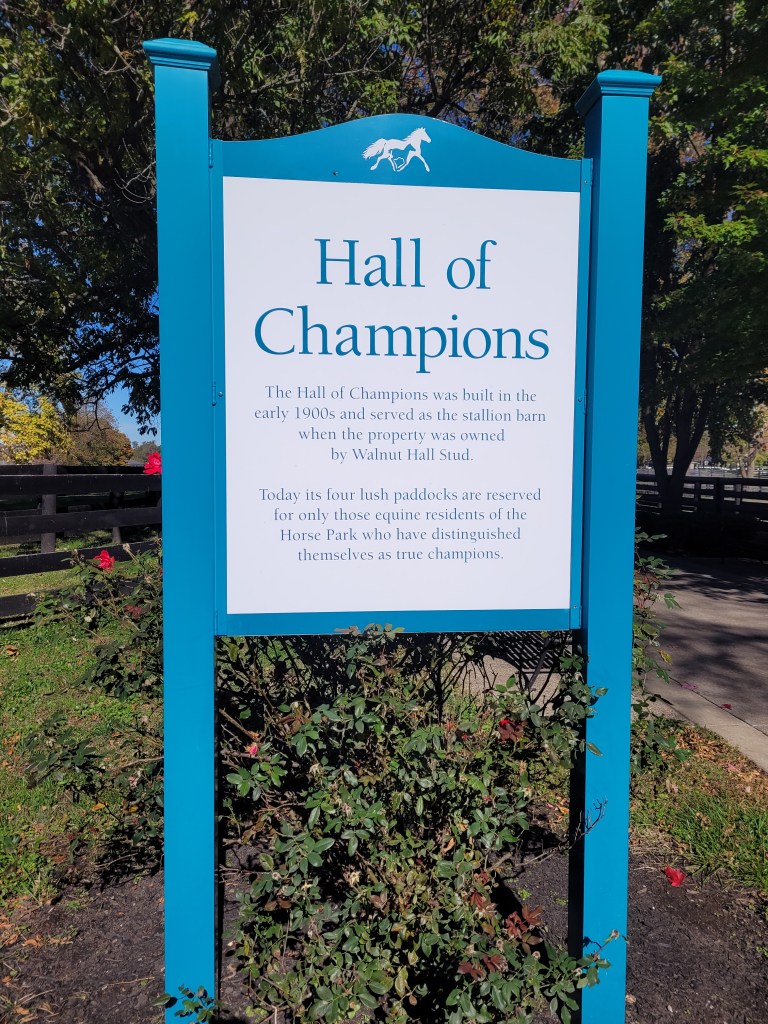 Hall of
Champions
The Hall of Champions was built in the
early 1900s and served as the stallion barn
when the property was owned
by Walnut Hall Stud.
Today its four lush paddocks are reserved
for only those equine residents of the
Horse Park who have distinguished
themselves as true champions.